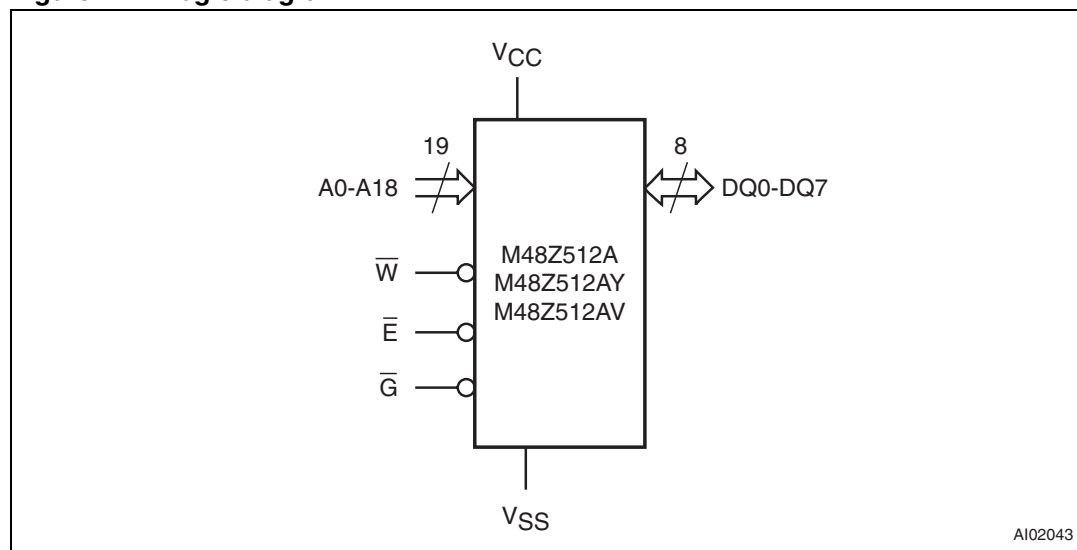 VCC
19
8
A0-A18
DQ0-DQ7
M48Z512A
W̅
M48Z512AY
M48Z512AV
E̅
G̅
VSS
AI02043